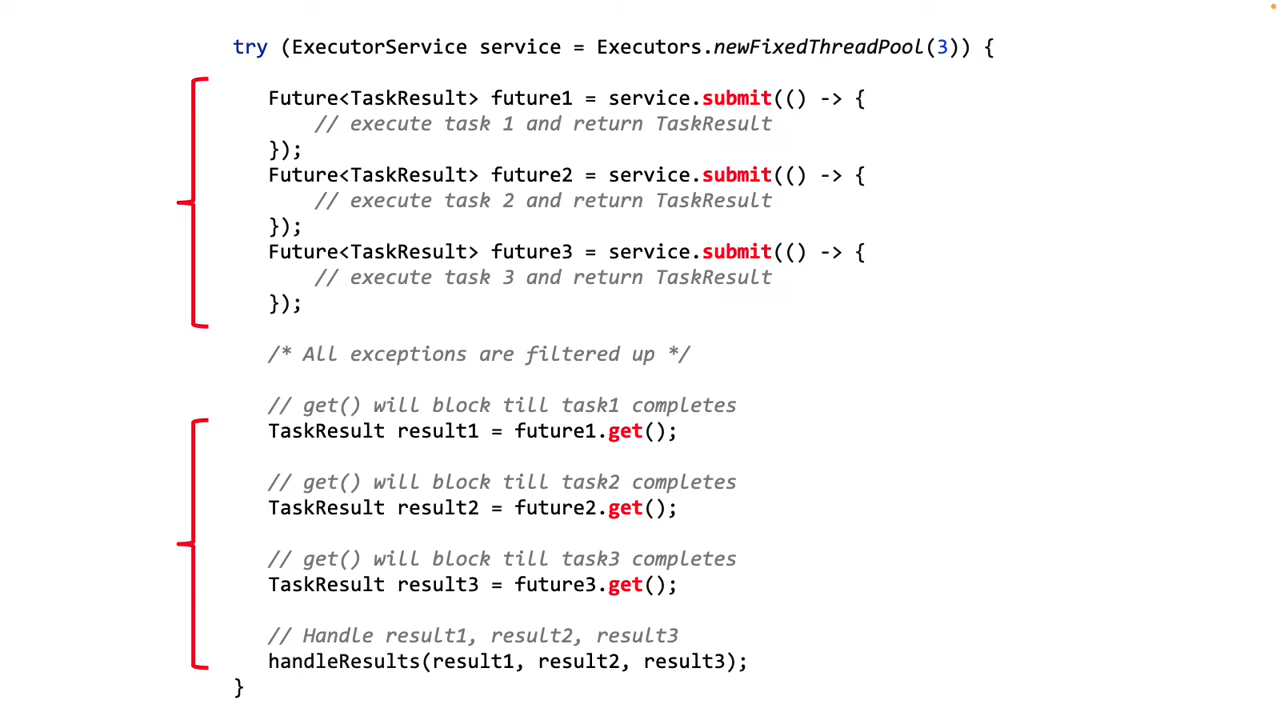 try (ExecutorService service = Executors.newFixedThreadPool(3)) {
Future<TaskResult> future1 = service.submit(() -> {
// execute task 1 and return TaskResult
});
Future<TaskResult> future2 = service.submit(() -> {
// execute task 2 and return TaskResult
});
Future<TaskResult> future3 = service.submit(() -> {
// execute task 3 and return TaskResult
});
/* All exceptions are filtered up */
// get() will block till task1 completes
TaskResult result1 = future1.get();
// get() will block till task2 completes
TaskResult result2 = future2.get();
// get() will block till task3 completes
TaskResult result3 = future3.get();
// Handle result1, result2, result3
handleResults(result1, result2, result3);
}